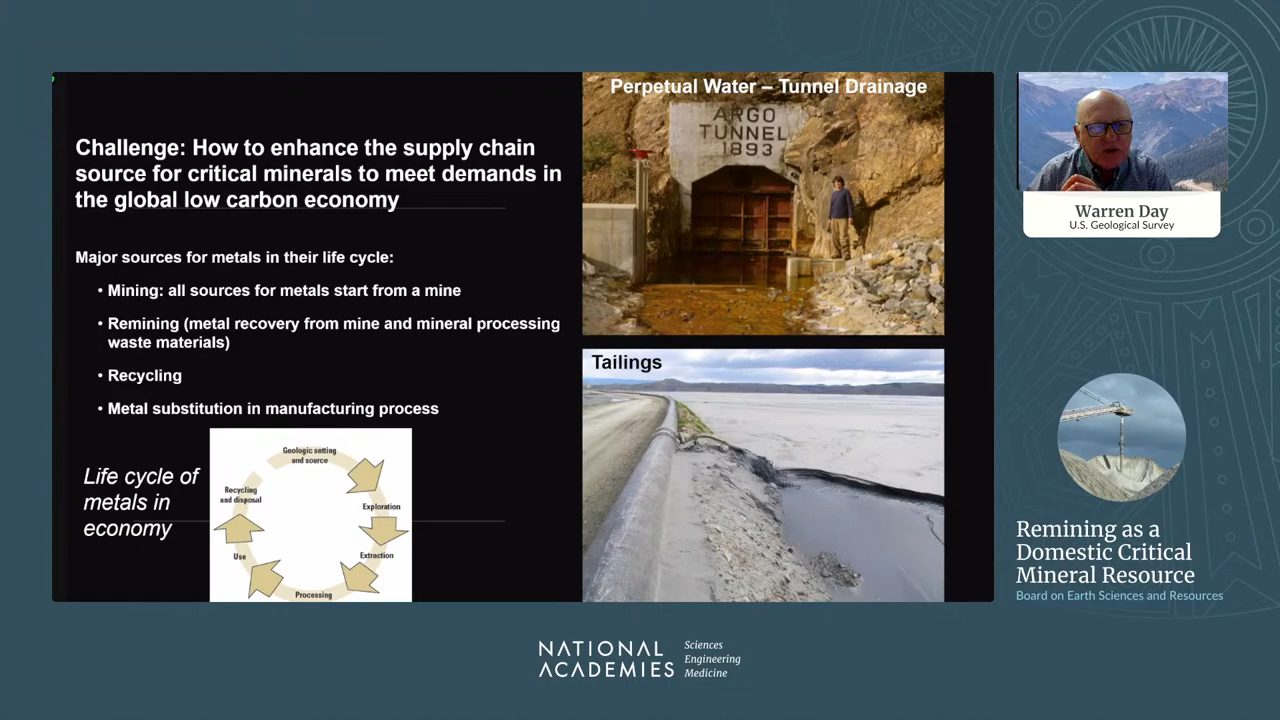 Challenge: How to enhance the supply chain
source for critical minerals to meet demands in
the global low carbon economy
Major sources for metals in their life cycle:
• Mining: all sources for metals start from a mine
• Remining (metal recovery from mine and mineral processing
waste materials)
• Recycling
• Metal substitution in manufacturing process
Life cycle of
metals in
economy
Geologic setting
and source
Exploration
Extraction
Processing
Use
Recycling
and disposal
Perpetual Water – Tunnel Drainage
ARGO
TUNNEL
1893
Tailings
Warren Day
U.S. Geological Survey
Remining as a
Domestic Critical
Mineral Resource
Board on Earth Sciences and Resources
NATIONAL
ACADEMIES
Sciences
Engineering
Medicine